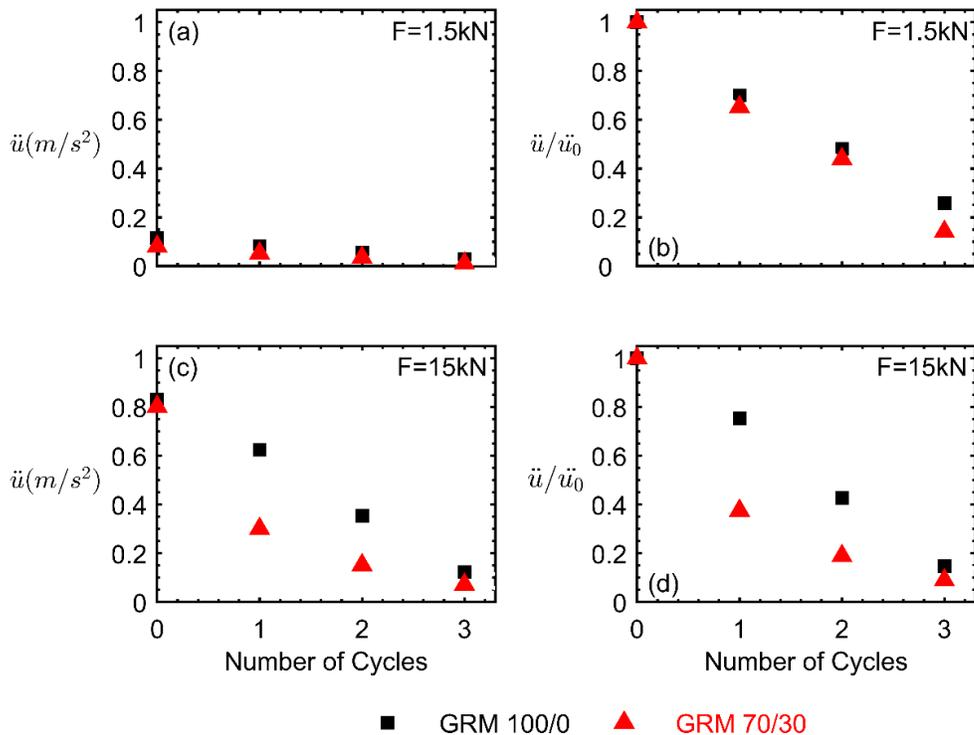 (a) F=1.5kN
1
0.8
0.6
0.4
0.2
0
ü(m/s²)
F=1.5kN
1
0.8
0.6
0.4
0.2
0
ü/ü₀
(b)
(c) F=15kN
1
0.8
0.6
0.4
0.2
0
ü(m/s²)
0 1 2 3
Number of Cycles
F=15kN
1
0.8
0.6
0.4
0.2
0
ü/ü₀
(d)
0 1 2 3
Number of Cycles
GRM 100/0 GRM 70/30